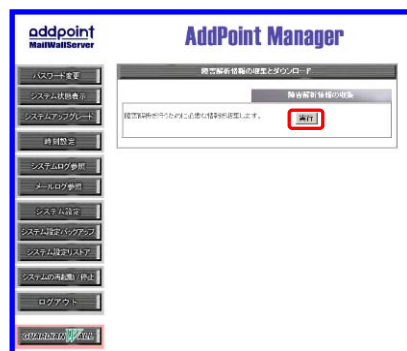 addpoint
MailWallServer
AddPoint Manager
パスワード変更
システム状態表示
システムアップグレード
時刻設定
システムログ参照
メールログ参照
システム設定
システム設定バックアップ
システム設定リストア
システムの再起動/停止
ログアウト
GUARDIAN WALL
障害解析情報の収集とダウンロード
障害解析情報の収集
障害解析を行うために必要な情報を収集します。
実行